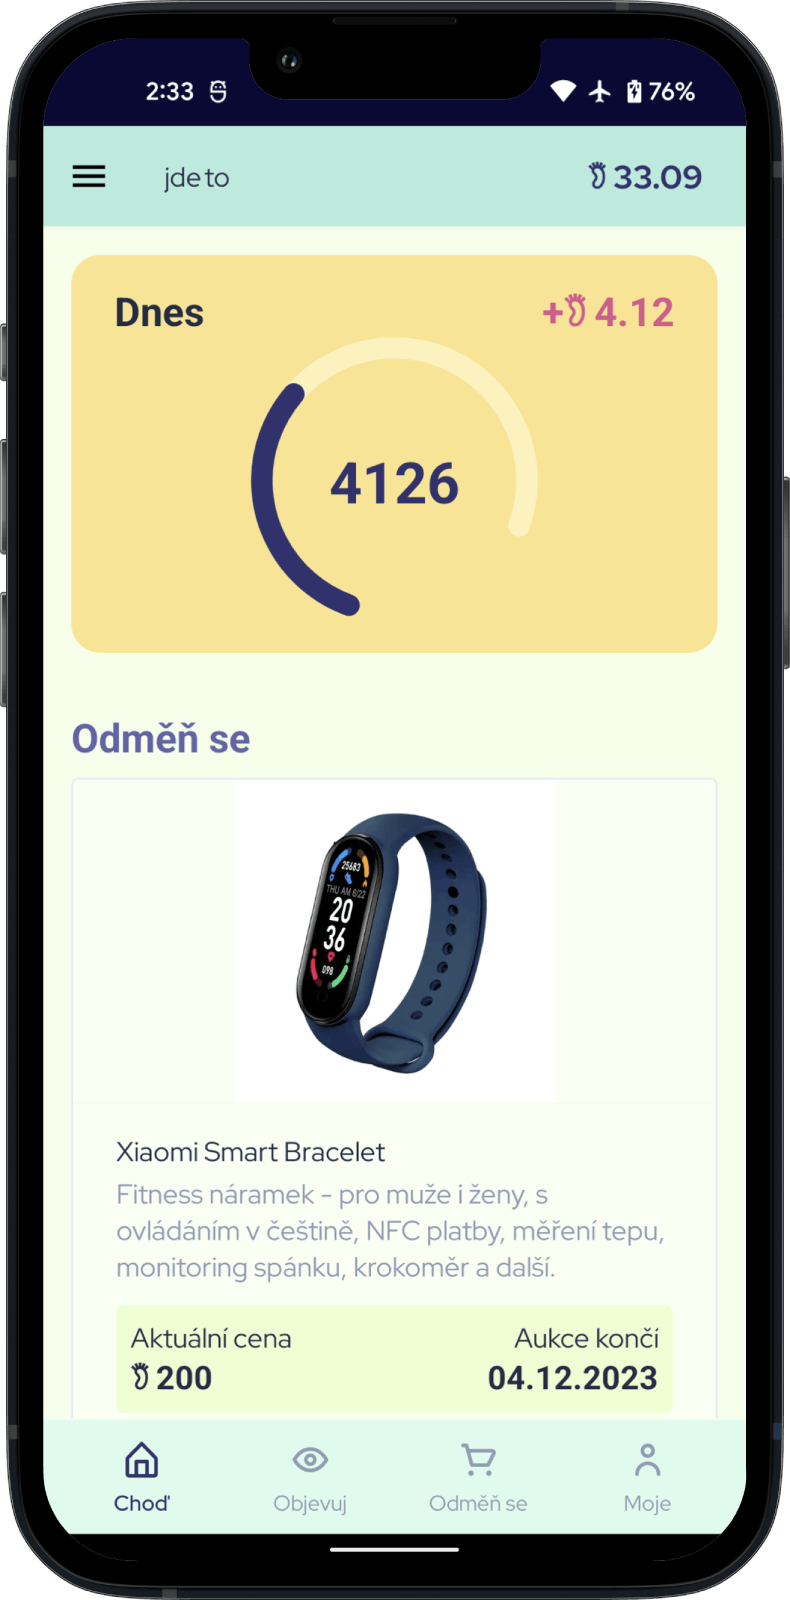 2:33 76%
jde to 33.09
Dnes + 4.12
4126
Odměň se
25683
THU AM 6/22
20
36
098
Xiaomi Smart Bracelet
Fitness náramek - pro muže i ženy, s
ovládáním v češtině, NFC platby, měření tepu,
monitoring spánku, krokoměr a další.
Aktuální cena Aukce končí
200 04.12.2023
Choď Objevuj Odměň se Moje